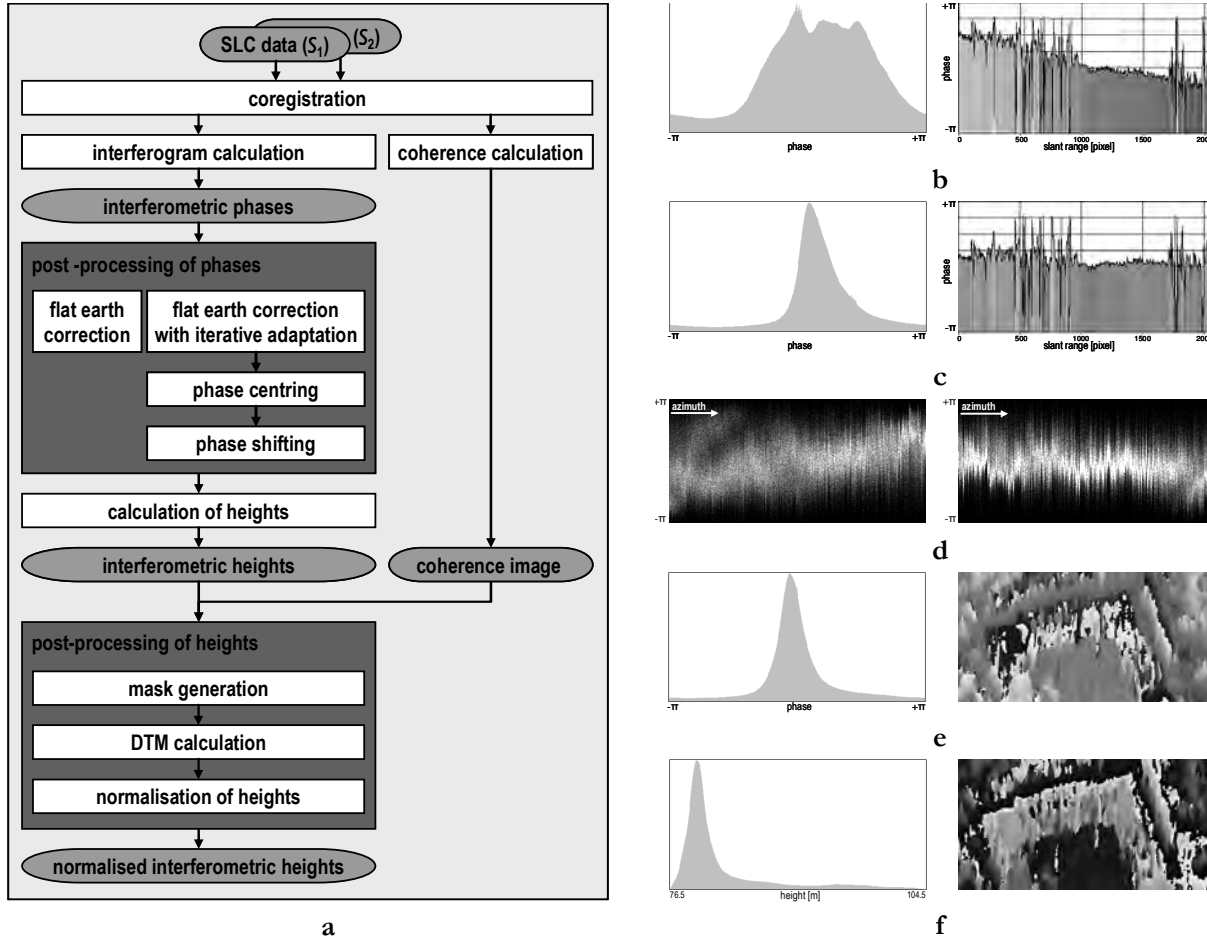 SLC data (S1)
(S2)
coregistration
interferogram calculation
coherence calculation
interferometric phases
post -processing of phases
flat earth
correction
flat earth correction
with iterative adaptation
phase centring
phase shifting
calculation of heights
interferometric heights
coherence image
post-processing of heights
mask generation
DTM calculation
normalisation of heights
normalised interferometric heights
a
-π
+π
phase
+π
phase
-π
0
500
1000
1500
200
slant range [pixel]
b
-π
+π
phase
+π
phase
-π
0
500
1000
1500
200
slant range [pixel]
c
+π
azimuth
-π
+π
azimuth
-π
d
-π
phase
+π
e
76.5
height [m]
104.5
f